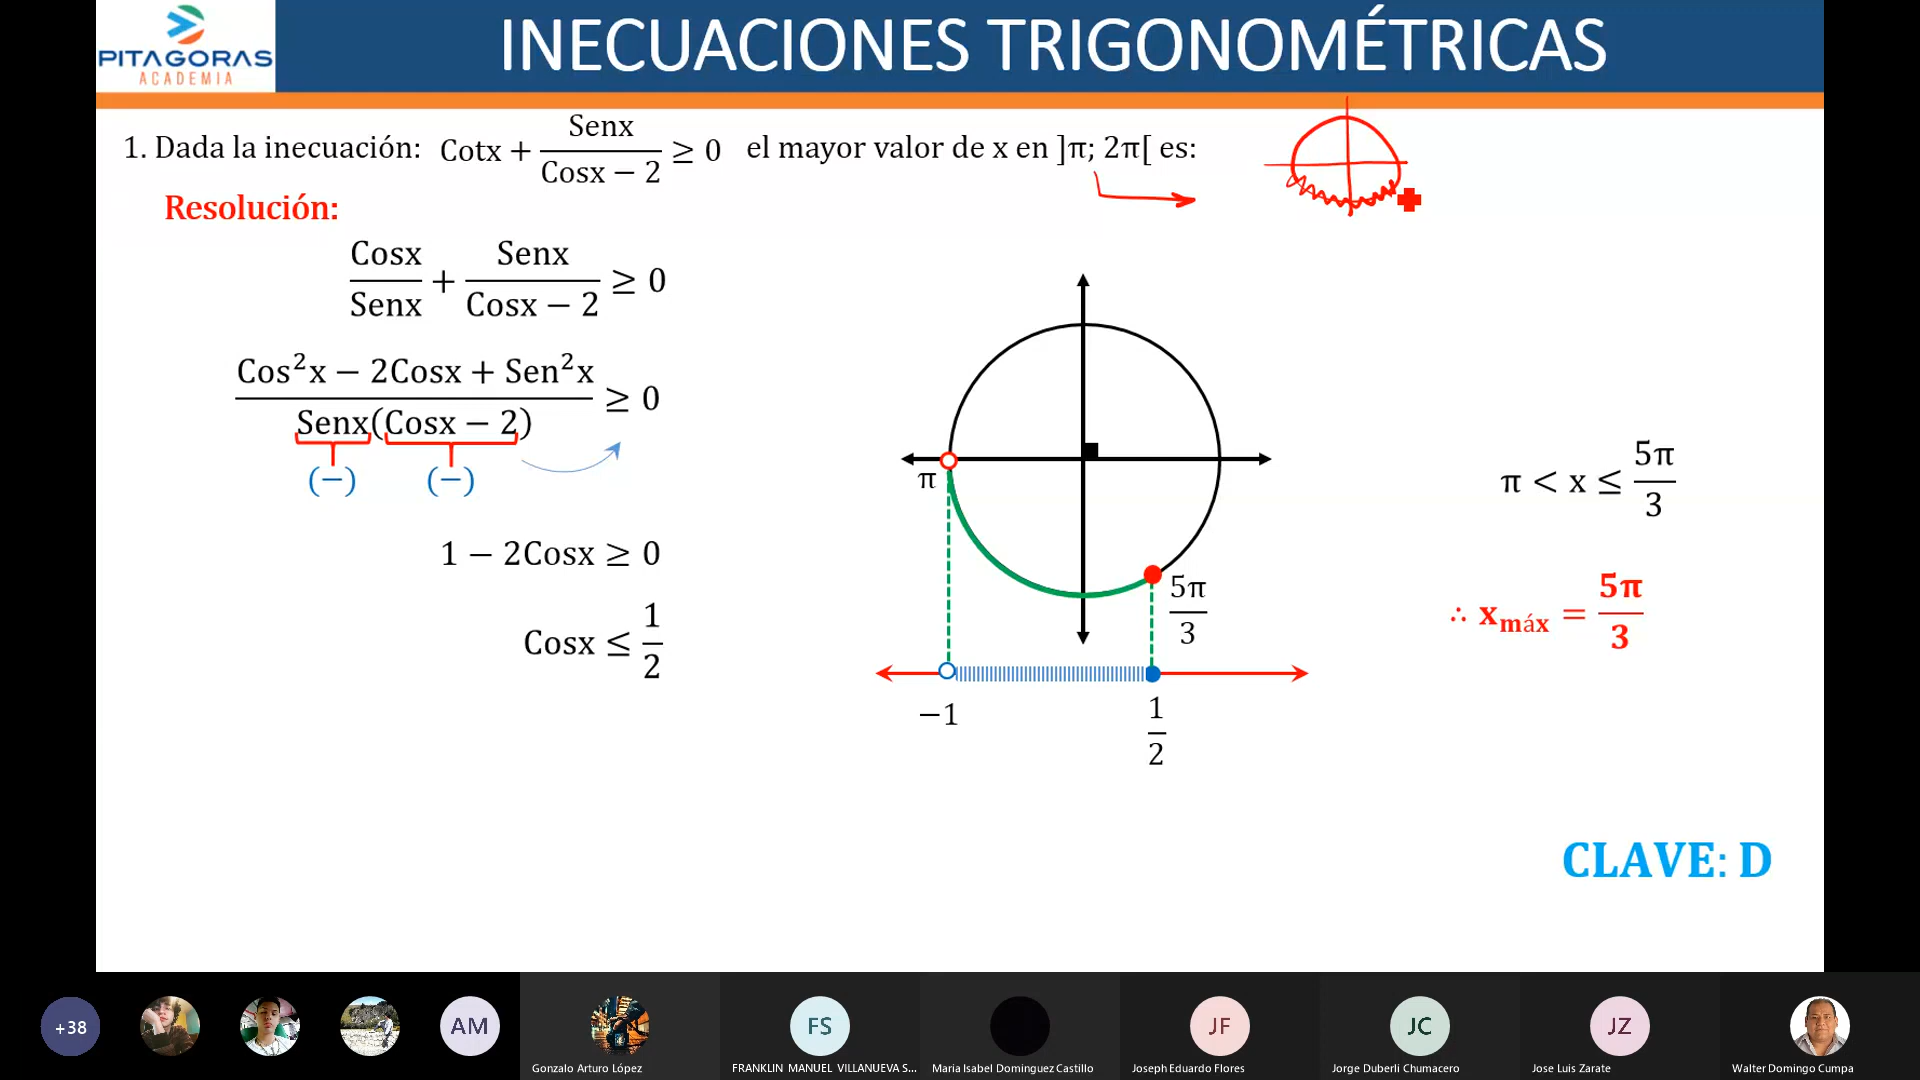 PITAGORAS
ACADEMIA
INECUACIONES TRIGONOMÉTRICAS
1. Dada la inecuación: Cotx + Senx/(Cosx − 2) ≥ 0 el mayor valor de x en ]π; 2π[ es:
Resolución:
Cosx/Senx + Senx/(Cosx − 2) ≥ 0
(Cos²x − 2Cosx + Sen²x)/(Senx(Cosx − 2)) ≥ 0
(−) (−)
1 − 2Cosx ≥ 0
Cosx ≤ 1/2
π
5π/3
−1
1/2
π < x ≤ 5π/3
∴ xmáx = 5π/3
CLAVE: D
+38
AM
FS
JF
JC
JZ
Gonzalo Arturo López
FRANKLIN MANUEL VILLANUEVA S...
Maria Isabel Dominguez Castillo
Joseph Eduardo Flores
Jorge Duberli Chumacero
Jose Luis Zarate
Walter Domingo Cumpa